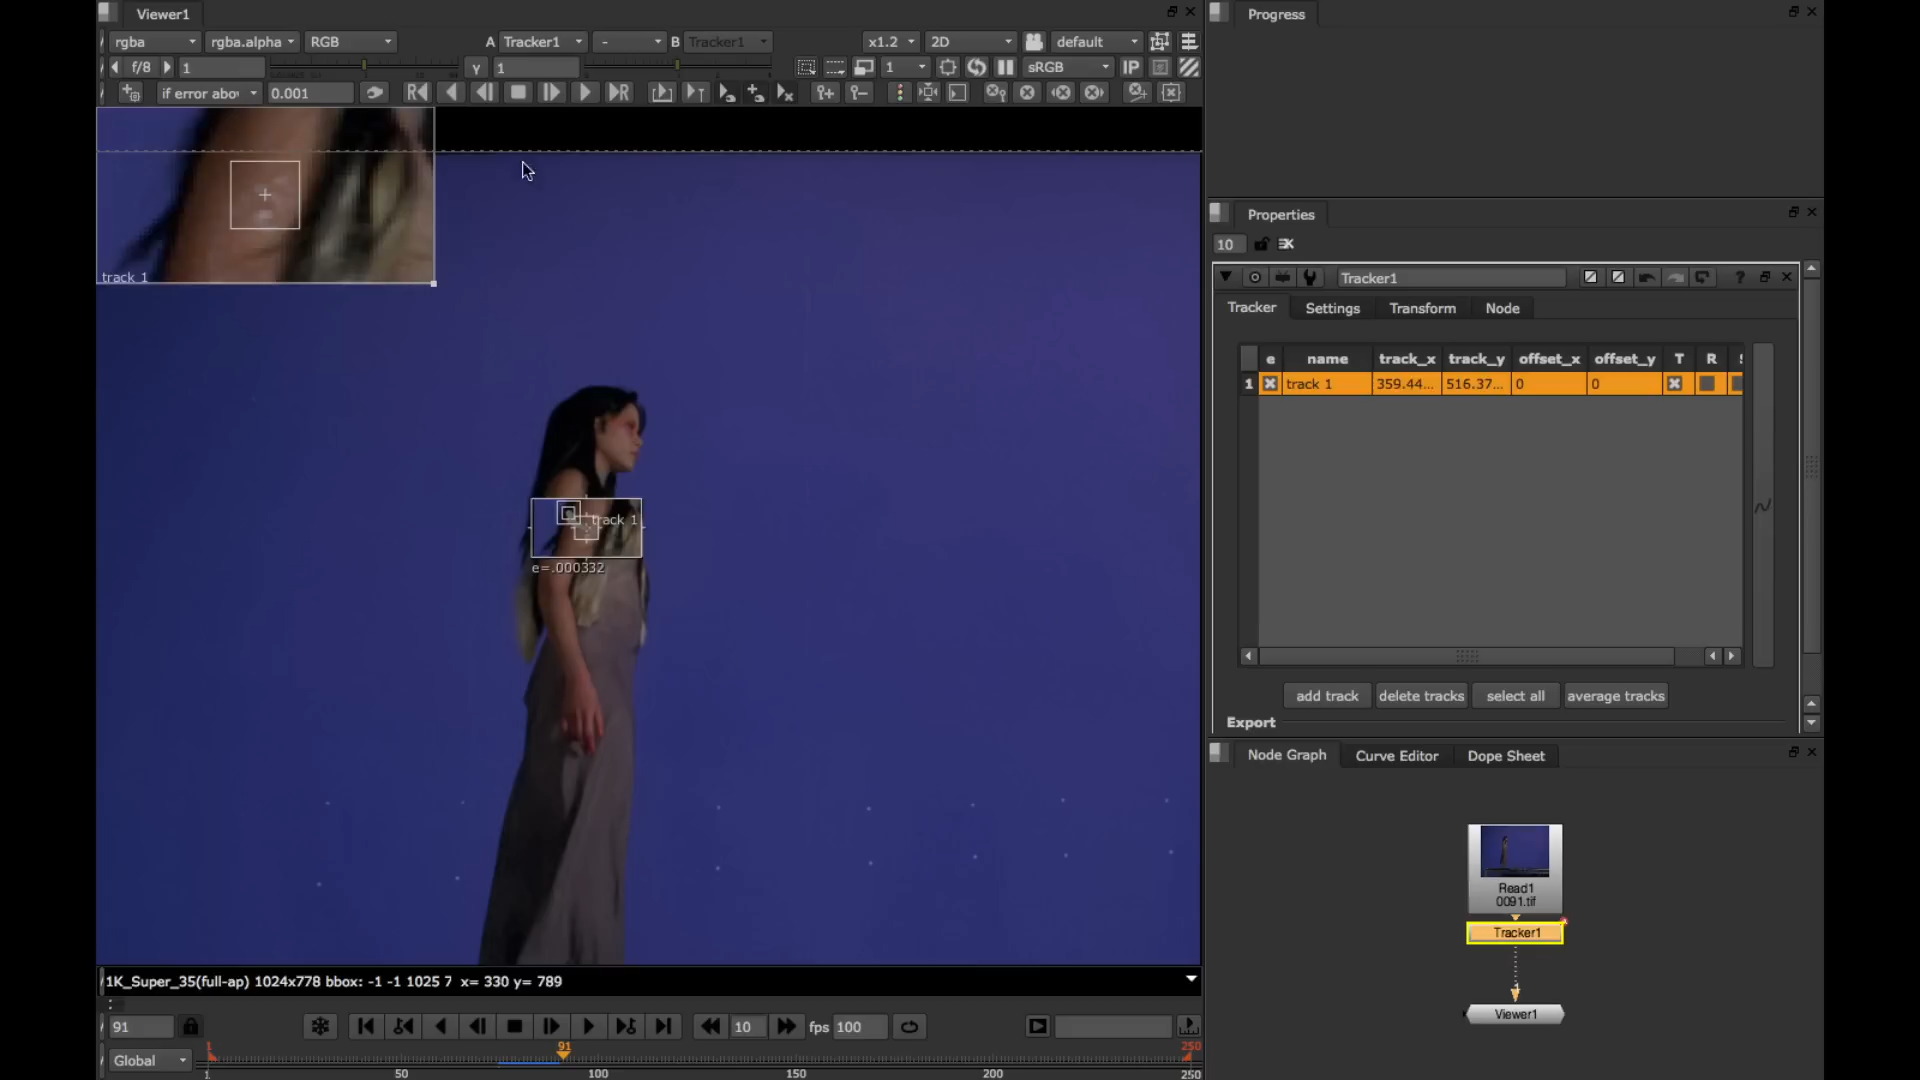 Viewer1
rgba rgba.alpha RGB A Tracker1 - B Tracker1 x1.2 2D default
f/8 1 Y 1 1 sRGB IP
if error abov 0.001
track 1
track 1
e=.000332
1K_Super_35(full-ap) 1024x778 bbox: -1 -1 1025 7 x= 330 y= 789
91 10 fps 100
Global 1 91 250
1 50 100 150 200 250
Progress
Properties
10
Tracker1 ?
Tracker Settings Transform Node
e name track_x track_y offset_x offset_y T R
1 track 1 359.44... 516.37... 0 0
add track delete tracks select all average tracks
Export
Node Graph Curve Editor Dope Sheet
Read1
0091.tif
Tracker1
1
Viewer1